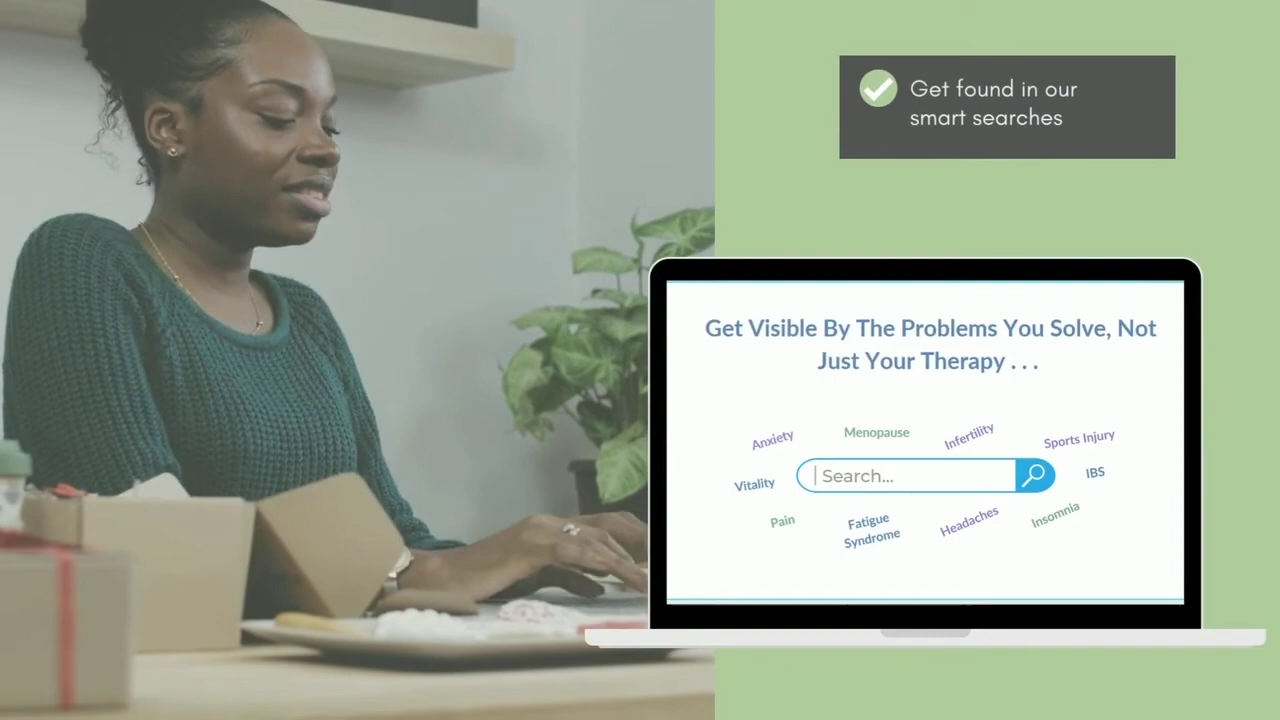 Get found in our
smart searches
Get Visible By The Problems You Solve, Not
Just Your Therapy . . .
Anxiety
Menopause
Infertility
Sports Injury
Vitality
Search...
IBS
Pain
Fatigue
Syndrome
Headaches
Insomnia